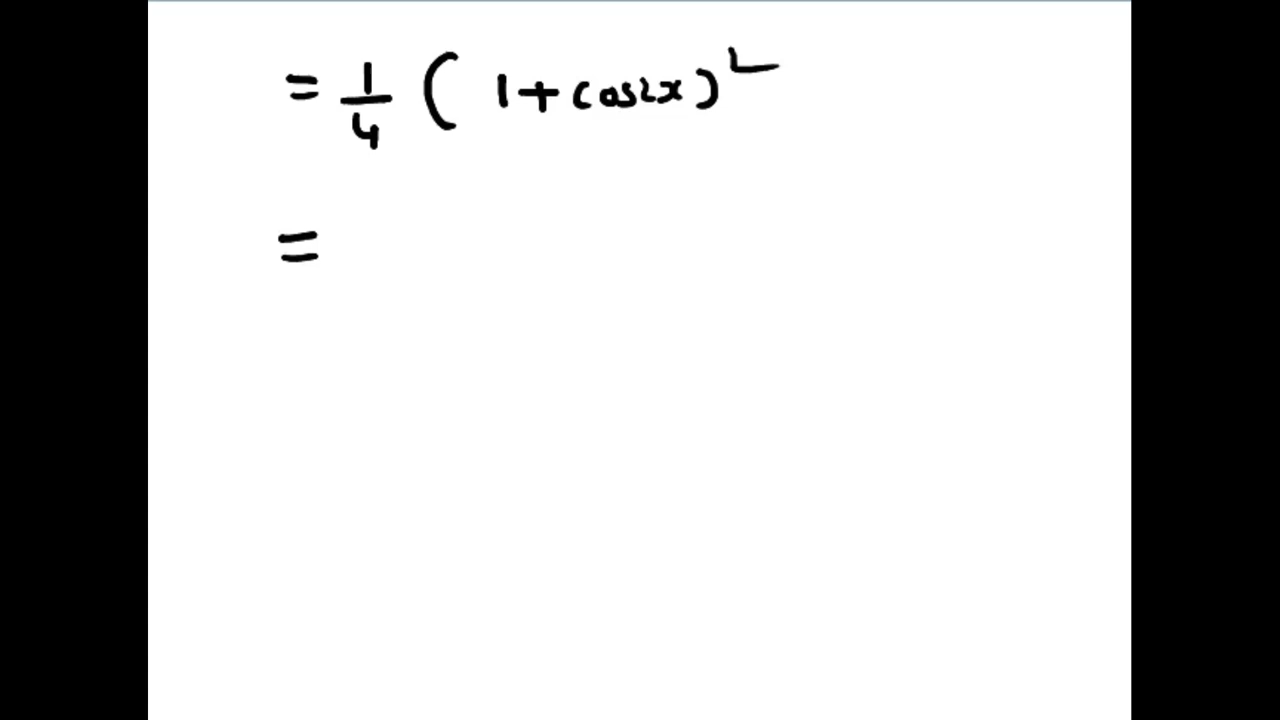 = 1/4 ( 1 + cos2x )²
=